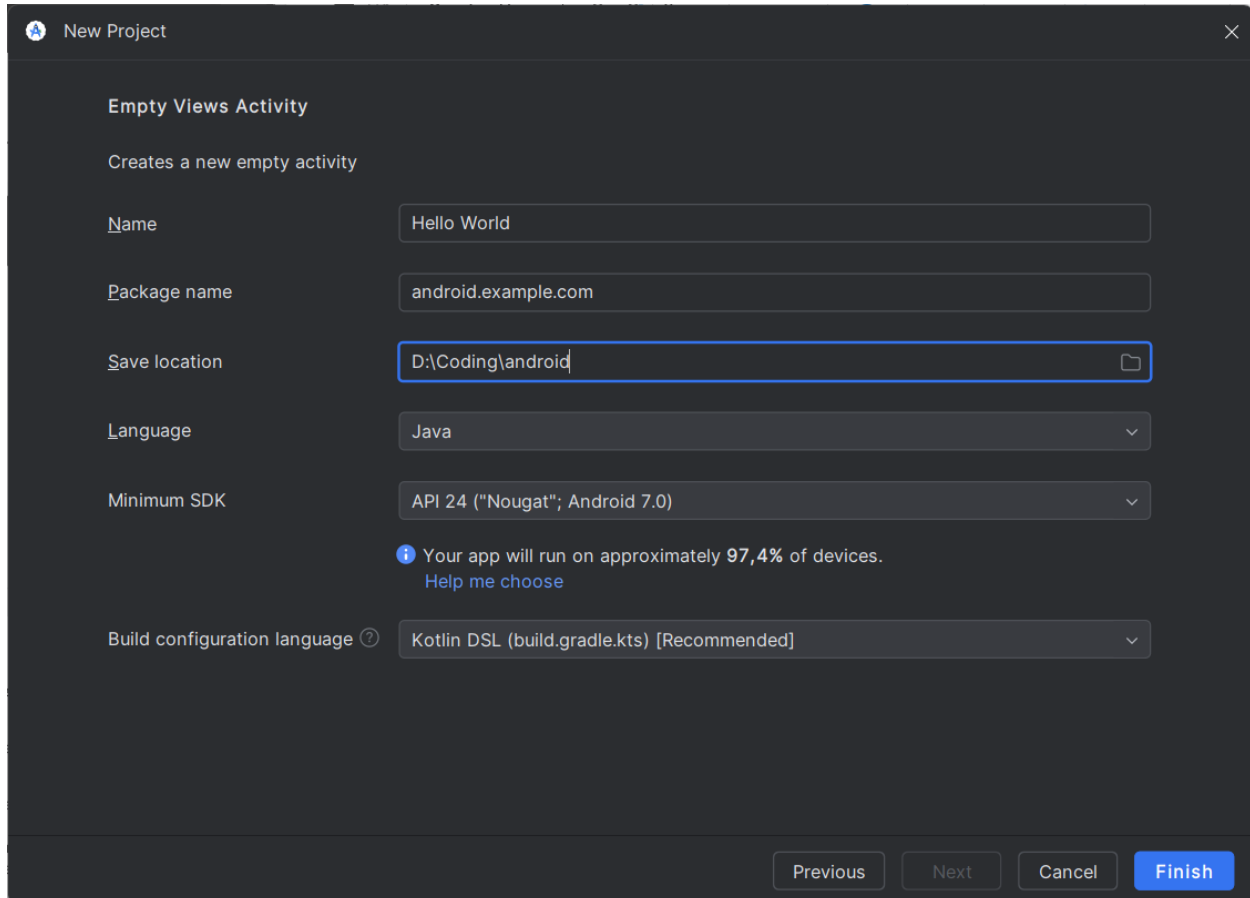 New Project
Empty Views Activity
Creates a new empty activity
Name
Hello World
Package name
android.example.com
Save location
D:\Coding\android
Language
Java
Minimum SDK
API 24 ("Nougat"; Android 7.0)
Your app will run on approximately 97,4% of devices.
Help me choose
Build configuration language ?
Kotlin DSL (build.gradle.kts) [Recommended]
Previous Next Cancel Finish